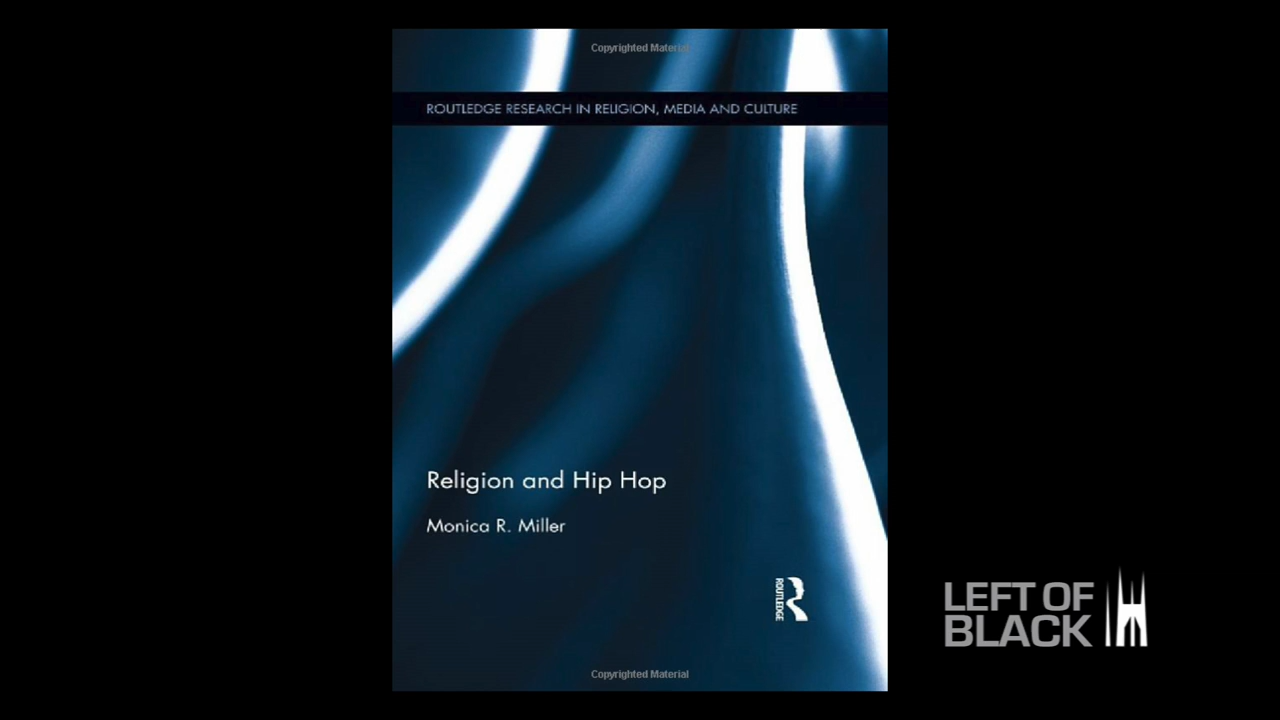 Copyrighted Material
ROUTLEDGE RESEARCH IN RELIGION, MEDIA AND CULTURE
Religion and Hip Hop
Monica R. Miller
ROUTLEDGE
Copyrighted Material
LEFT OF
BLACK